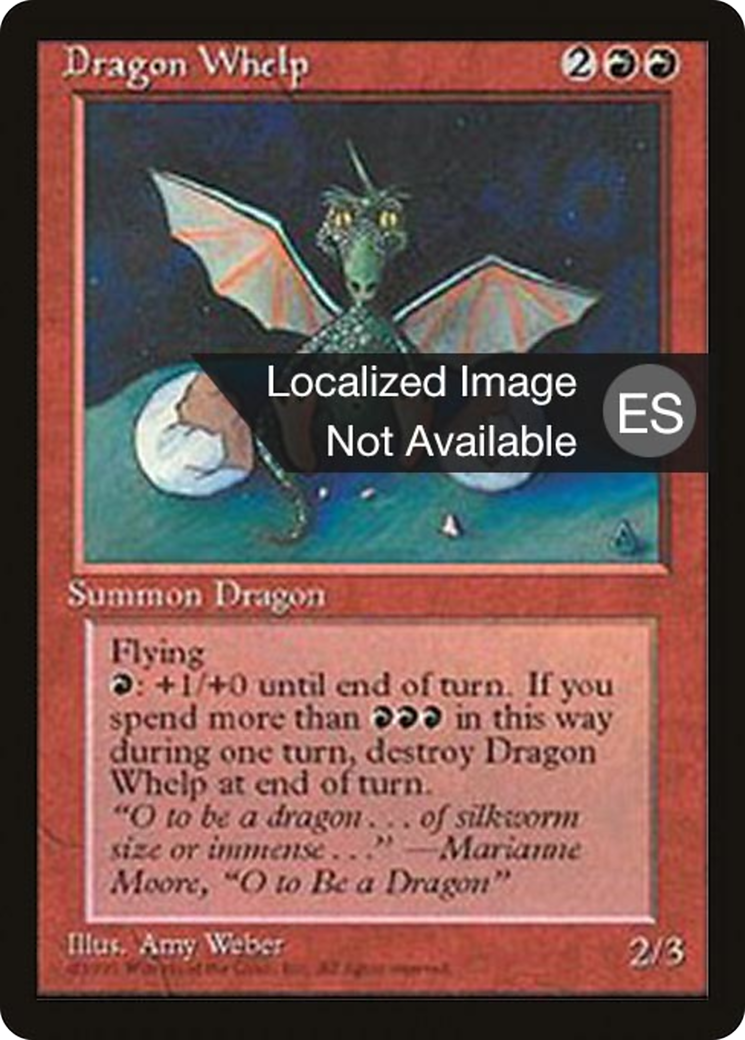 Dragon Whelp 2
Localized Image
Not Available
ES
Summon Dragon
Flying
: +1/+0 until end of turn. If you
spend more than in this way
during one turn, destroy Dragon
Whelp at end of turn.
"O to be a dragon . . . of silkworm
size or immense . . ." —Marianne
Moore, "O to Be a Dragon"
Illus. Amy Weber
2/3